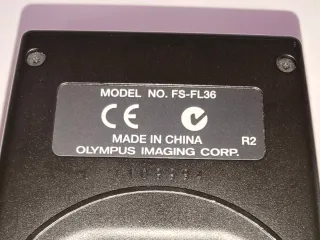 MODEL NO. FS-FL36
CE
MADE IN CHINA R2
OLYMPUS IMAGING CORP.